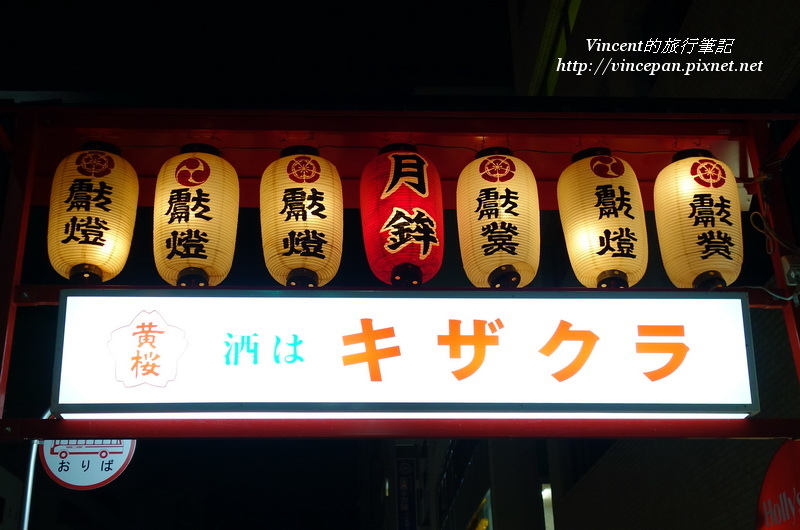 Vincent的旅行筆記
http://vincepan.pixnet.net
獻燈
獻燈
獻燈
月鉾
獻燈
獻燈
黄桜
酒は キザクラ
おりば
Molly's